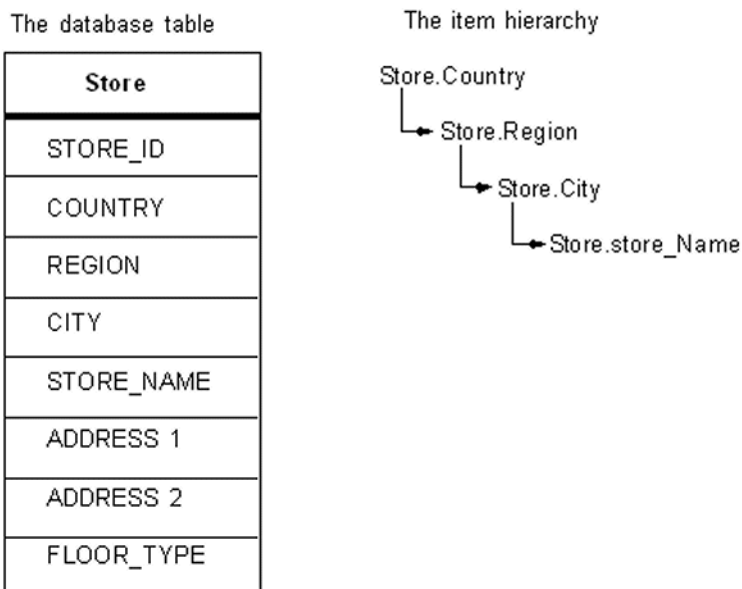 The database table
Store
STORE_ID
COUNTRY
REGION
CITY
STORE_NAME
ADDRESS 1
ADDRESS 2
FLOOR_TYPE
The item hierarchy
Store.Country
Store.Region
Store.City
Store.store_Name